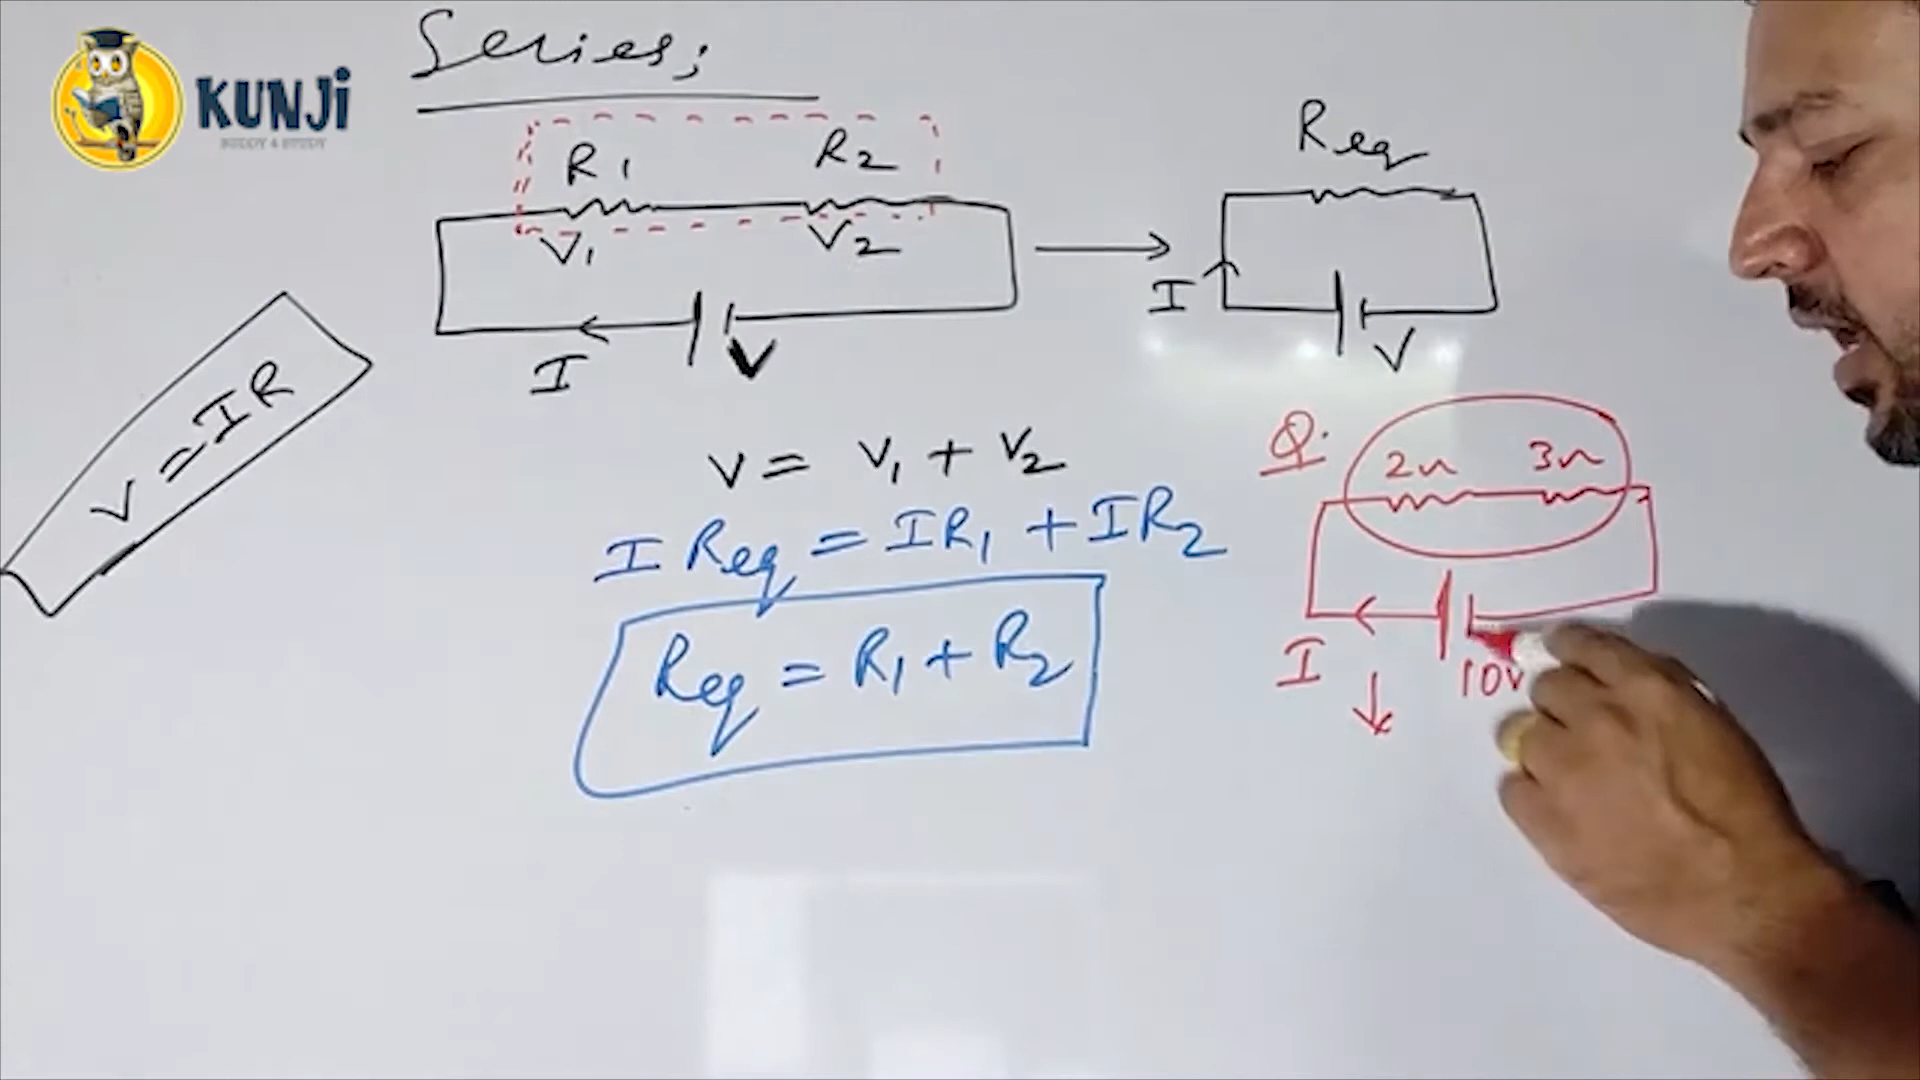 KUNJi
BUDDY 4 STUDY
Series;
R1 R2
V1 V2
I V
Req
I V
V = IR
V = V1 + V2
I Req = IR1 + IR2
Req = R1 + R2
Q.
2Ω 3Ω
I 10V